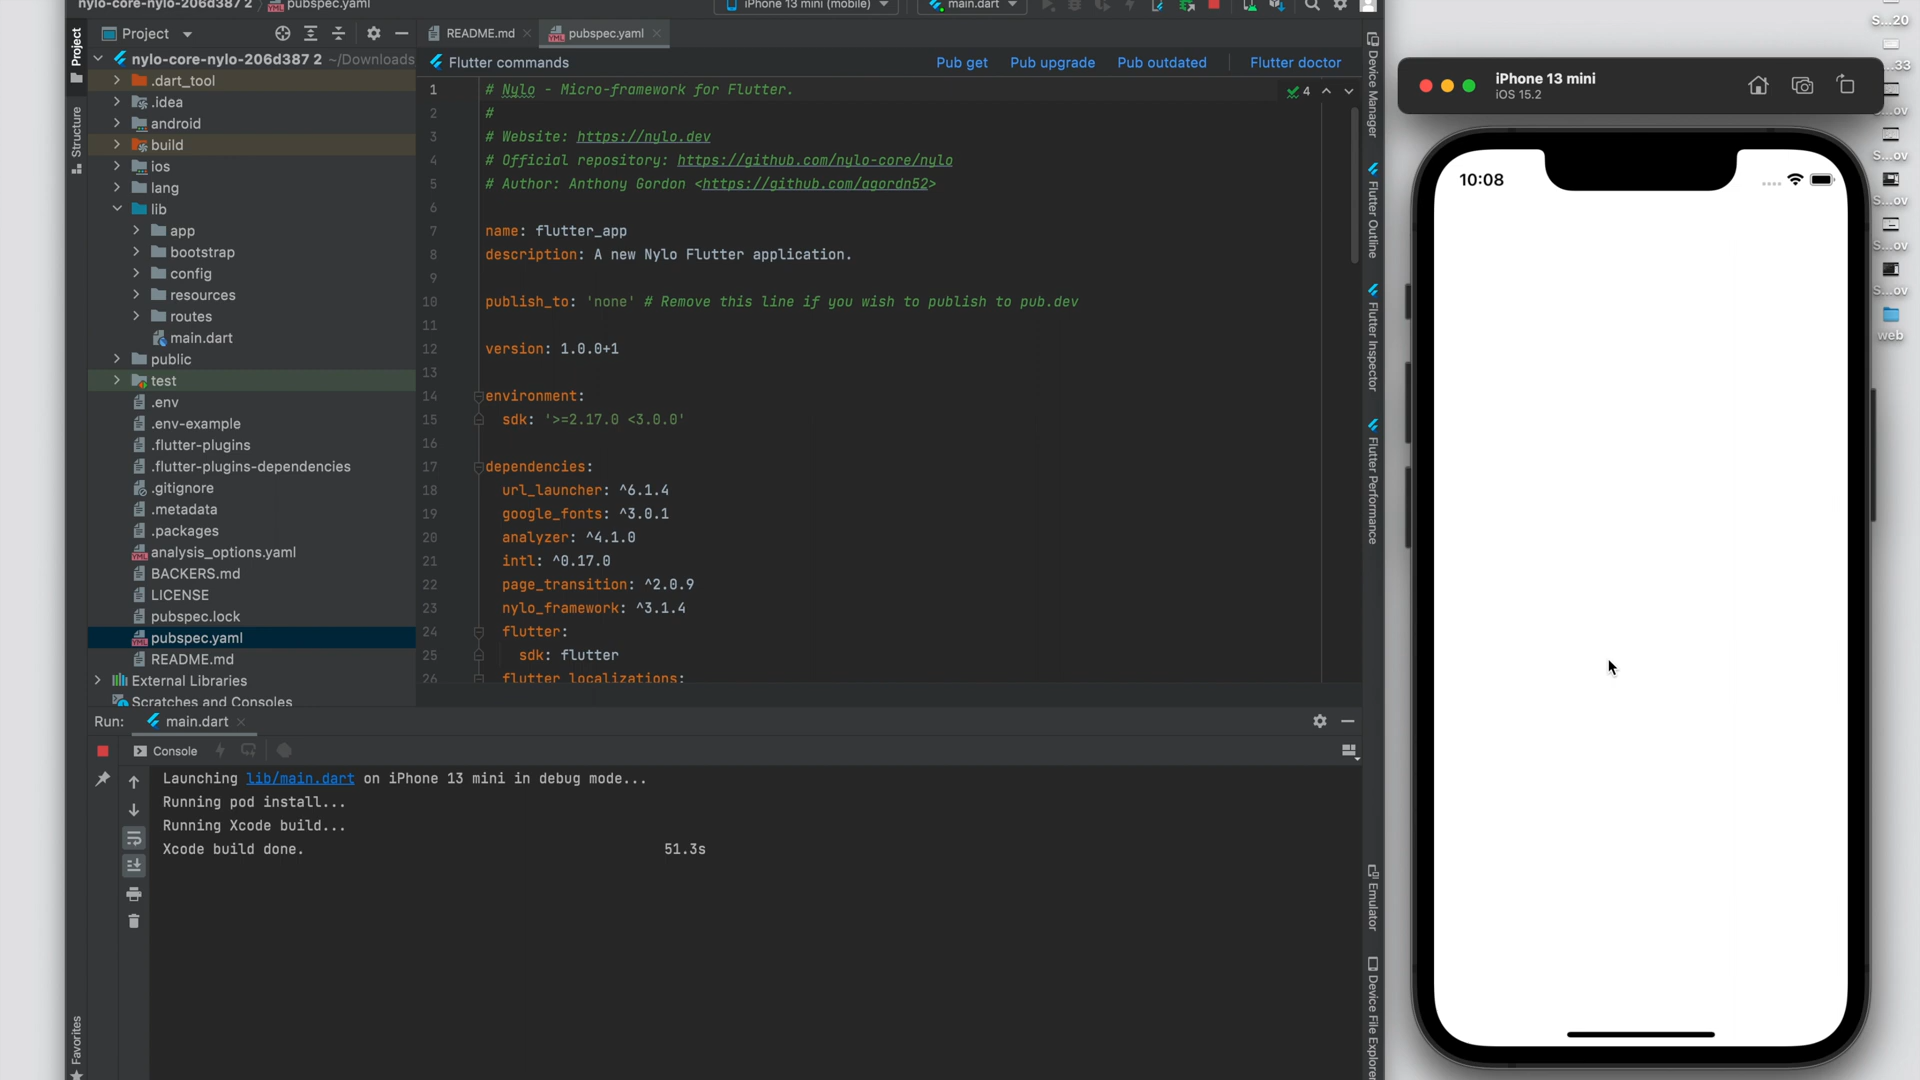 nylo-core-nylo-206d387 2 > pubspec.yaml
iPhone 13 mini (mobile)
main.dart
Project
README.md
pubspec.yaml
nylo-core-nylo-206d387 2 ~/Downloads
.dart_tool
.idea
android
build
ios
lang
lib
app
bootstrap
config
resources
routes
main.dart
public
test
.env
.env-example
.flutter-plugins
.flutter-plugins-dependencies
.gitignore
.metadata
.packages
analysis_options.yaml
BACKERS.md
LICENSE
pubspec.lock
pubspec.yaml
README.md
External Libraries
Scratches and Consoles
Project
Structure
Favorites
Flutter commands
Pub get
Pub upgrade
Pub outdated
Flutter doctor
4
1 # Nylo - Micro-framework for Flutter.
2 #
3 # Website: https://nylo.dev
4 # Official repository: https://github.com/nylo-core/nylo
5 # Author: Anthony Gordon <https://github.com/agordn52>
6
7 name: flutter_app
8 description: A new Nylo Flutter application.
9
10 publish_to: 'none' # Remove this line if you wish to publish to pub.dev
11
12 version: 1.0.0+1
13
14 environment:
15 sdk: '>=2.17.0 <3.0.0'
16
17 dependencies:
18 url_launcher: ^6.1.4
19 google_fonts: ^3.0.1
20 analyzer: ^4.1.0
21 intl: ^0.17.0
22 page_transition: ^2.0.9
23 nylo_framework: ^3.1.4
24 flutter:
25 sdk: flutter
26 flutter_localizations:
Device Manager
Flutter Outline
Flutter Inspector
Flutter Performance
Emulator
Device File Explorer
Run:
main.dart
Console
Launching lib/main.dart on iPhone 13 mini in debug mode...
Running pod install...
Running Xcode build...
Xcode build done. 51.3s
iPhone 13 mini
iOS 15.2
10:08
S...20
...33
...ov
S...ov
S...ov
S...ov
S...ov
web